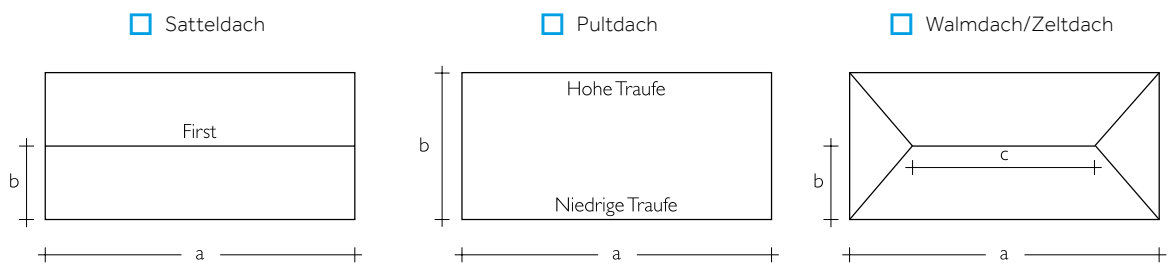 Satteldach
Pultdach
Walmdach/Zeltdach
First
b
a
Hohe Traufe
b
Niedrige Traufe
a
c
b
a